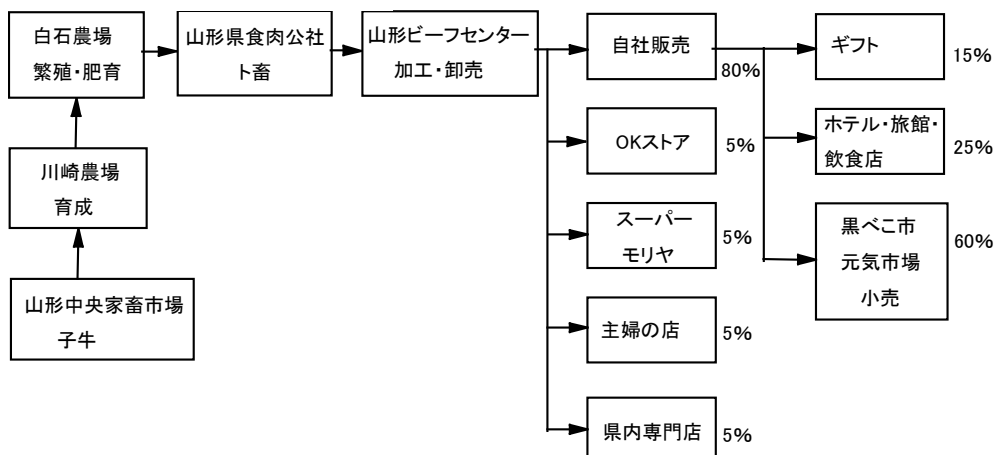 白石農場
繁殖・肥育
山形県食肉公社
ト畜
山形ビーフセンター
加工・卸売
自社販売
80%
ギフト
15%
ホテル・旅館・
飲食店
25%
黒べこ市
元気市場
小売
60%
OKストア
5%
スーパー
モリヤ
5%
主婦の店
5%
県内専門店
5%
川崎農場
育成
山形中央家畜市場
子牛